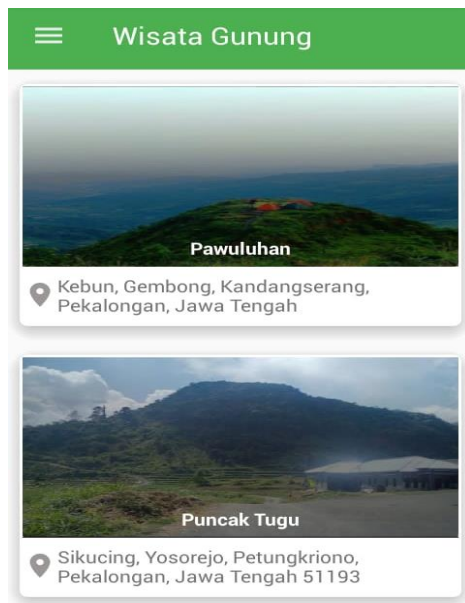 Wisata Gunung
Pawuluhan
Kebun, Gembong, Kandangserang,
Pekalongan, Jawa Tengah
Puncak Tugu
Sikucing, Yosorejo, Petungkriono,
Pekalongan, Jawa Tengah 51193